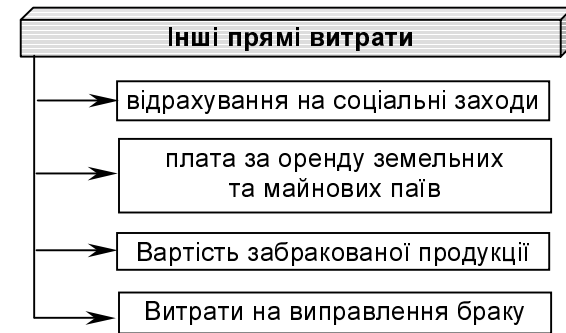 Інші прямі витрати
відрахування на соціальні заходи
плата за оренду земельних
та майнових паїв
Вартість забракованої продукції
Витрати на виправлення браку